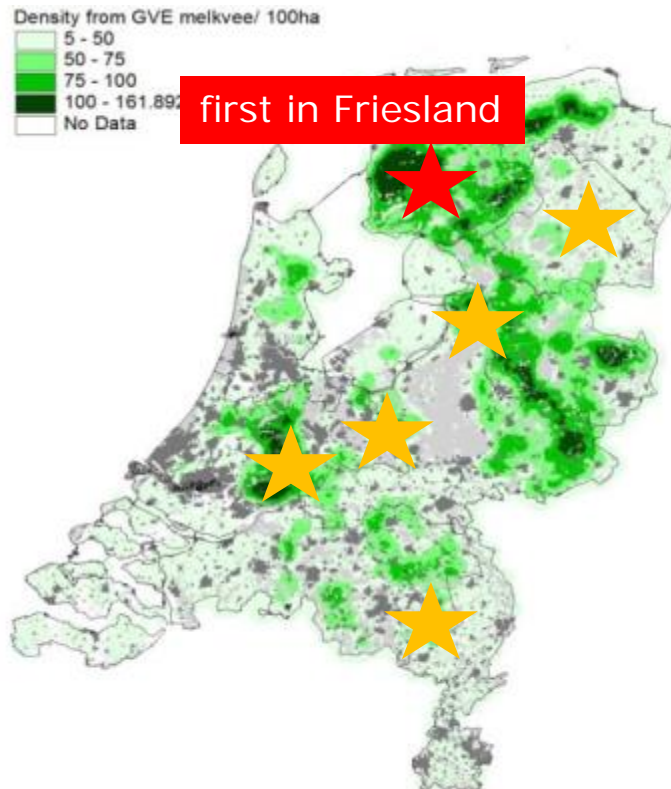 Density from GVE melkvee/ 100ha
5 - 50
50 - 75
75 - 100
100 - 161.892
No Data
first in Friesland